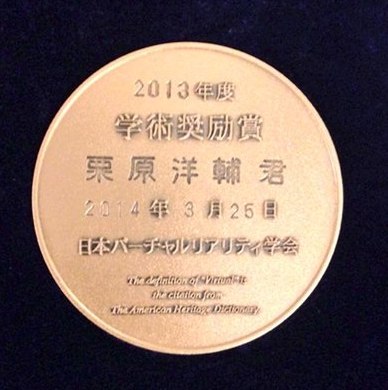 2013年度
学術奨励賞
栗原洋輔君
2014年3月25日
日本バーチャルリアリティ学会
The definition of "Virtual" is
the citation from
The American Heritage Dictionary.